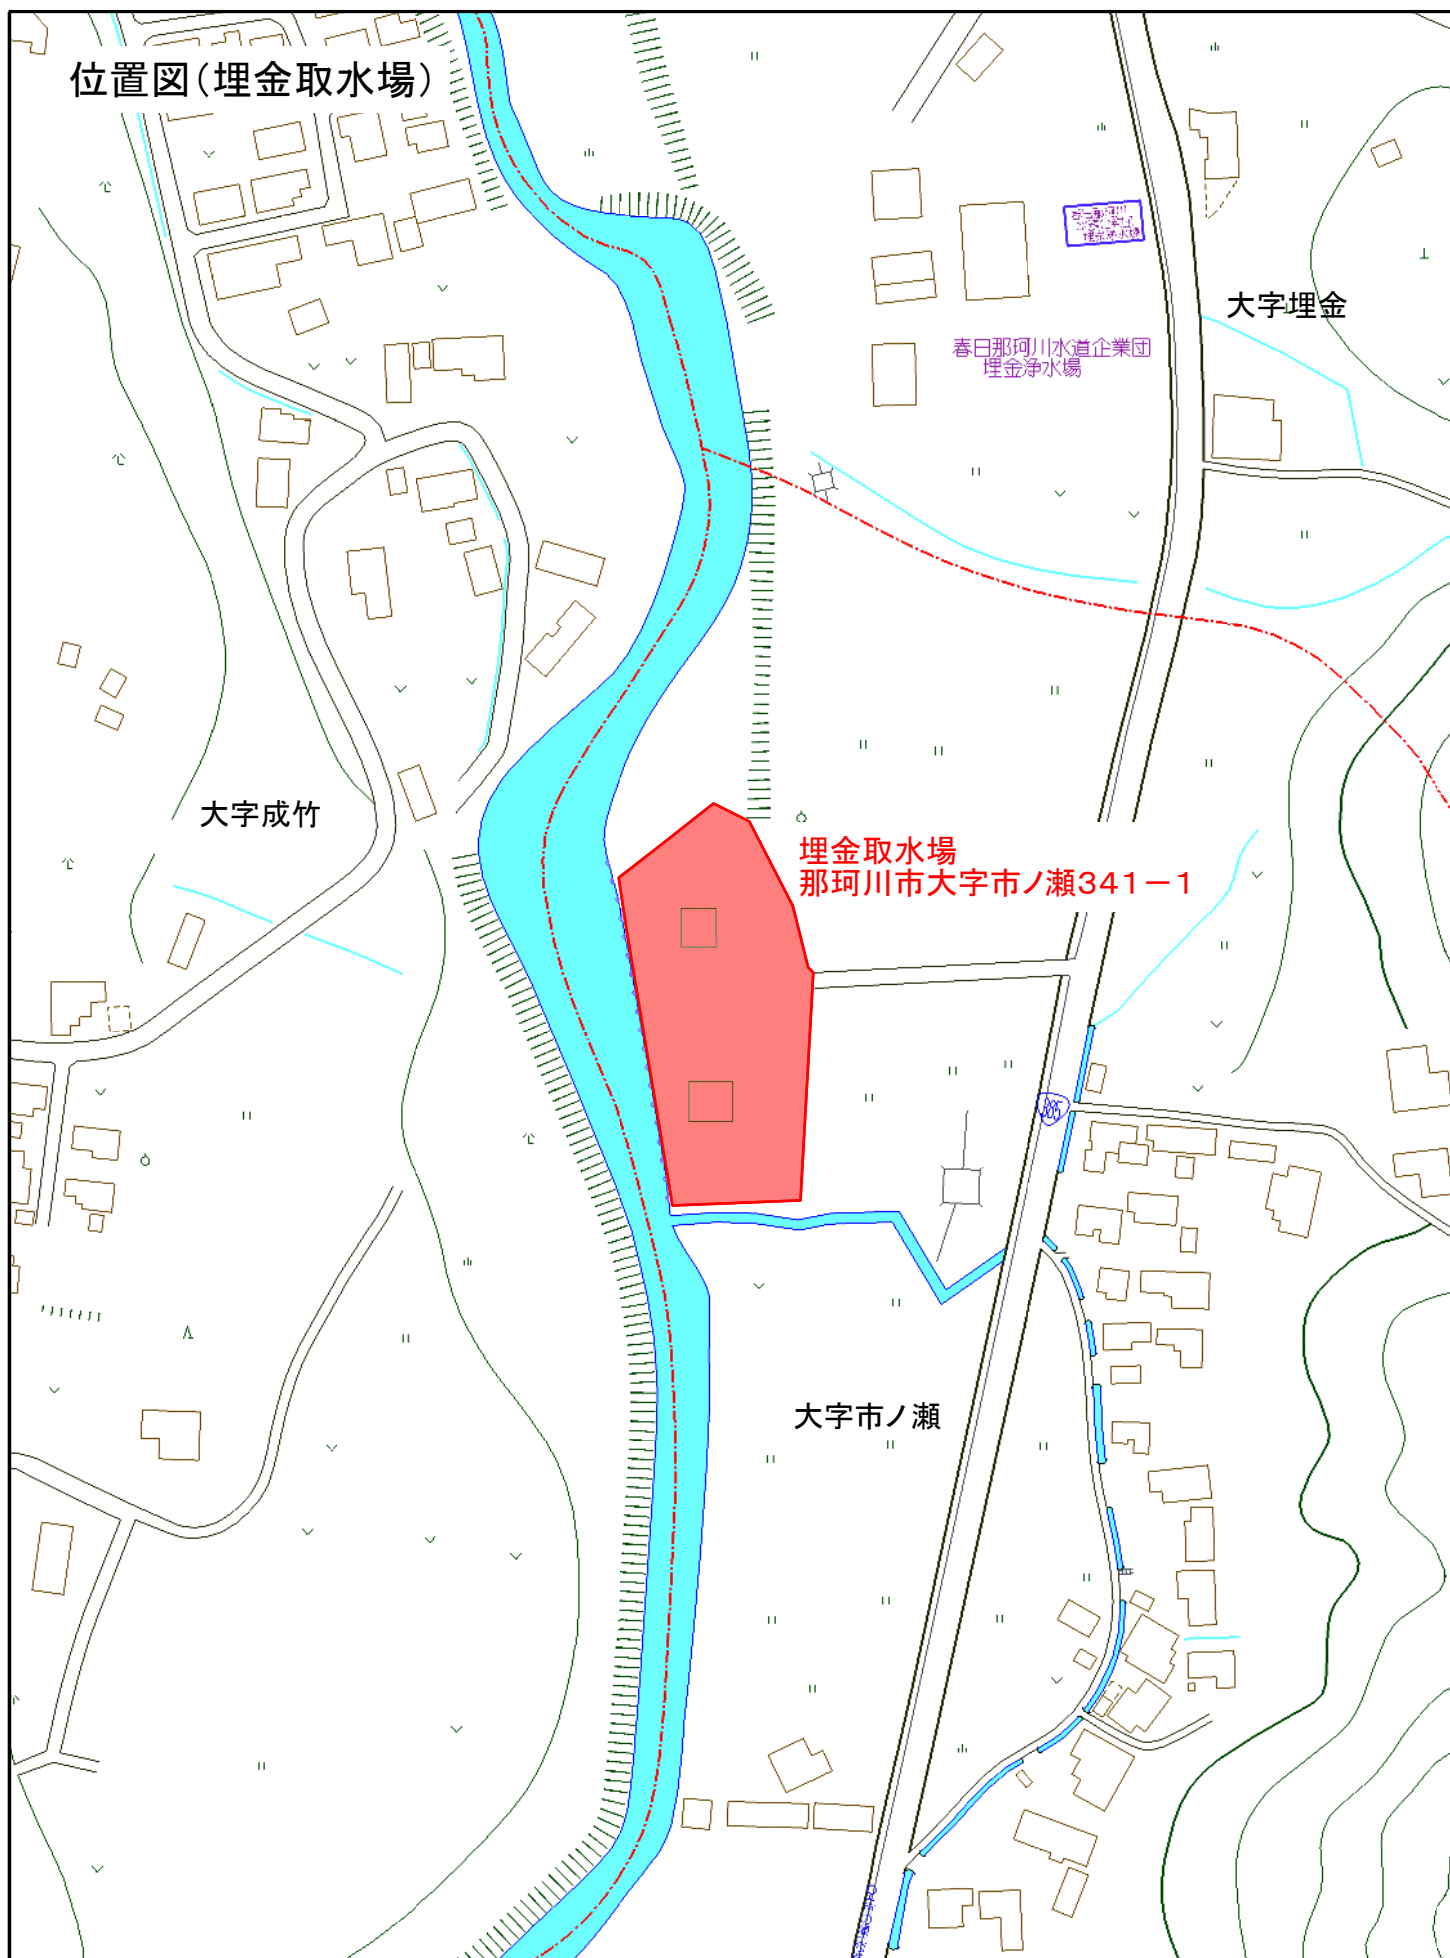 位置図(埋金取水場)
大字埋金
春日那珂川水道企業団
埋金浄水場
大字成竹
埋金取水場
那珂川市大字市ノ瀬341－1
385
大字市ノ瀬